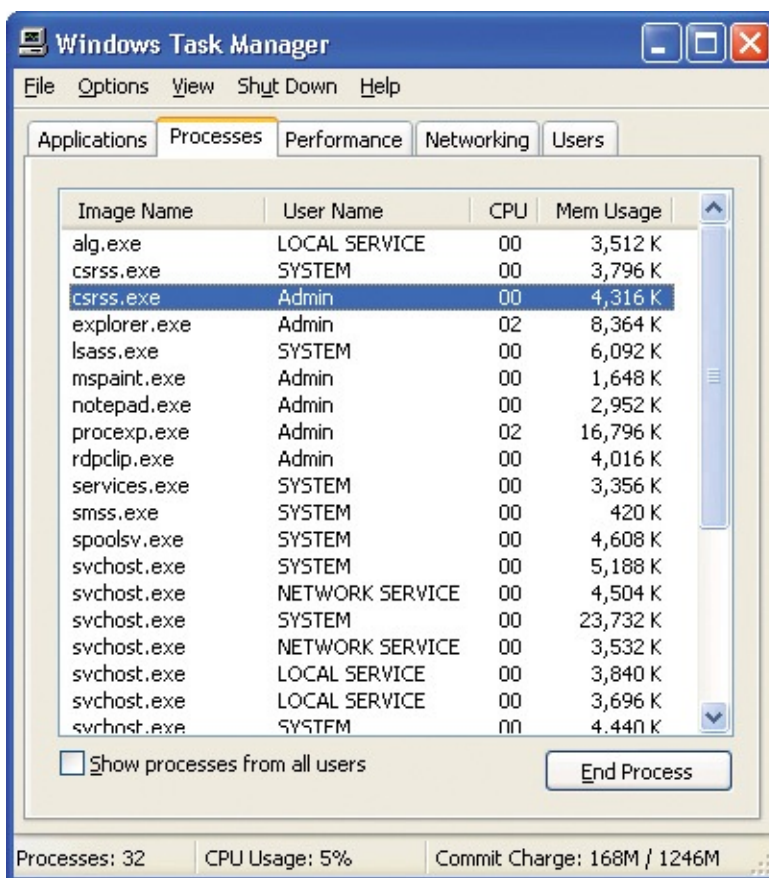 Windows Task Manager
File Options View Shut Down Help
Applications Processes Performance Networking Users
Image Name User Name CPU Mem Usage
alg.exe LOCAL SERVICE 00 3,512 K
csrss.exe SYSTEM 00 3,796 K
csrss.exe Admin 00 4,316 K
explorer.exe Admin 02 8,364 K
lsass.exe SYSTEM 00 6,092 K
mspaint.exe Admin 00 1,648 K
notepad.exe Admin 00 2,952 K
procexp.exe Admin 02 16,796 K
rdpclip.exe Admin 00 4,016 K
services.exe SYSTEM 00 3,356 K
smss.exe SYSTEM 00 420 K
spoolsv.exe SYSTEM 00 4,608 K
svchost.exe SYSTEM 00 5,188 K
svchost.exe NETWORK SERVICE 00 4,504 K
svchost.exe SYSTEM 00 23,732 K
svchost.exe NETWORK SERVICE 00 3,532 K
svchost.exe LOCAL SERVICE 00 3,840 K
svchost.exe LOCAL SERVICE 00 3,696 K
svchost.exe SYSTEM 00 4,440 K
Show processes from all users
End Process
Processes: 32 CPU Usage: 5% Commit Charge: 168M / 1246M